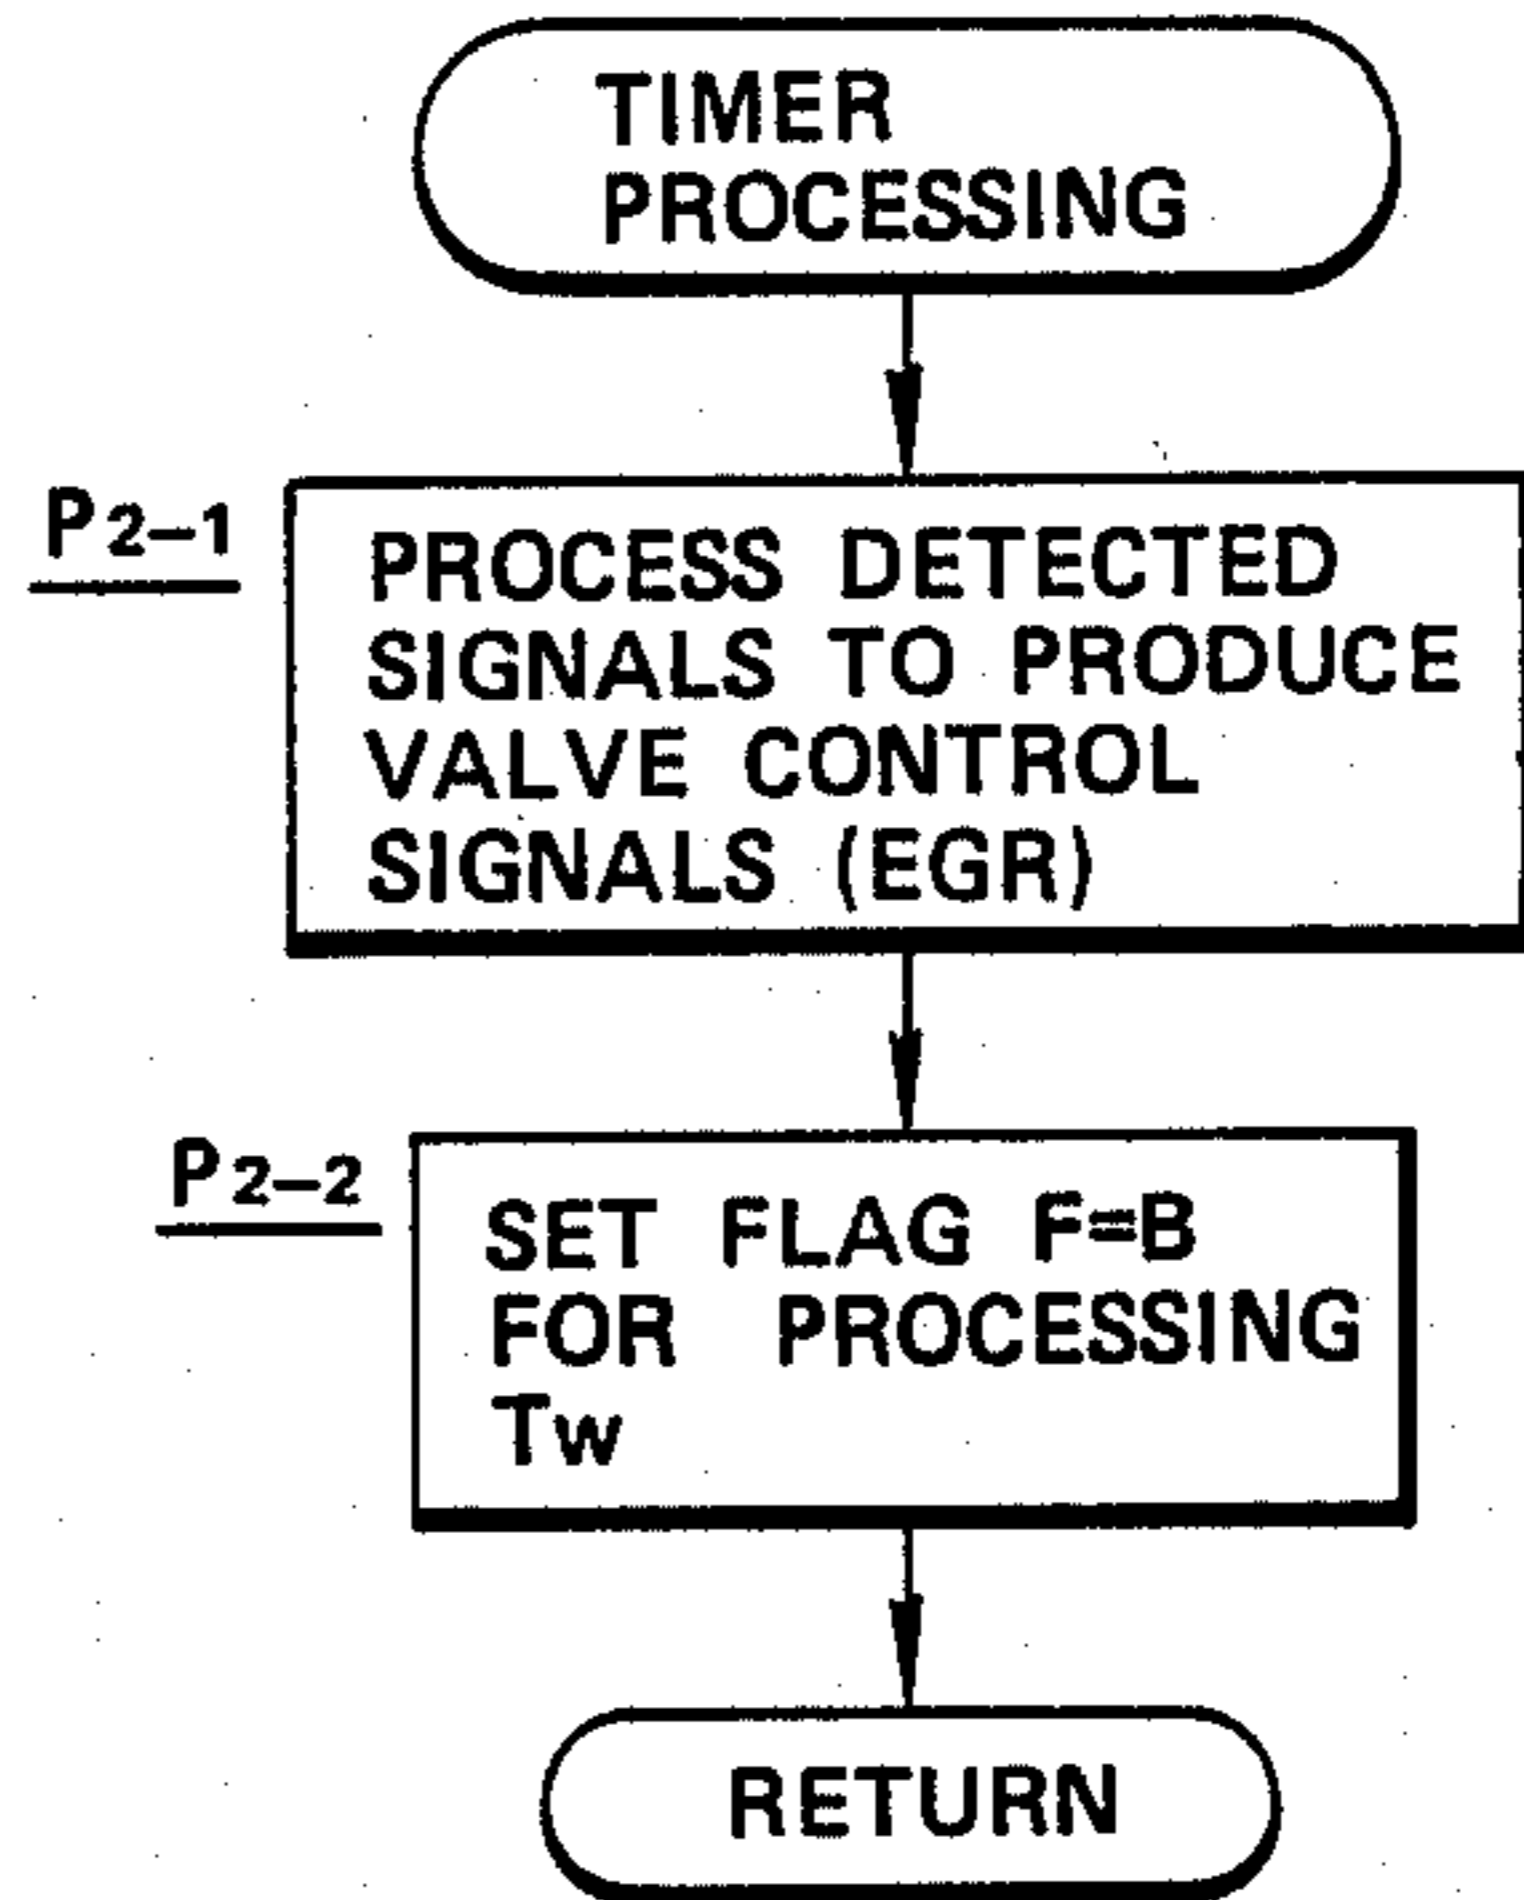 TIMER
PROCESSING
P2-1
PROCESS DETECTED
SIGNALS TO PRODUCE
VALVE CONTROL
SIGNALS (EGR)
P2-2
SET FLAG F=B
FOR PROCESSING
Tw
RETURN